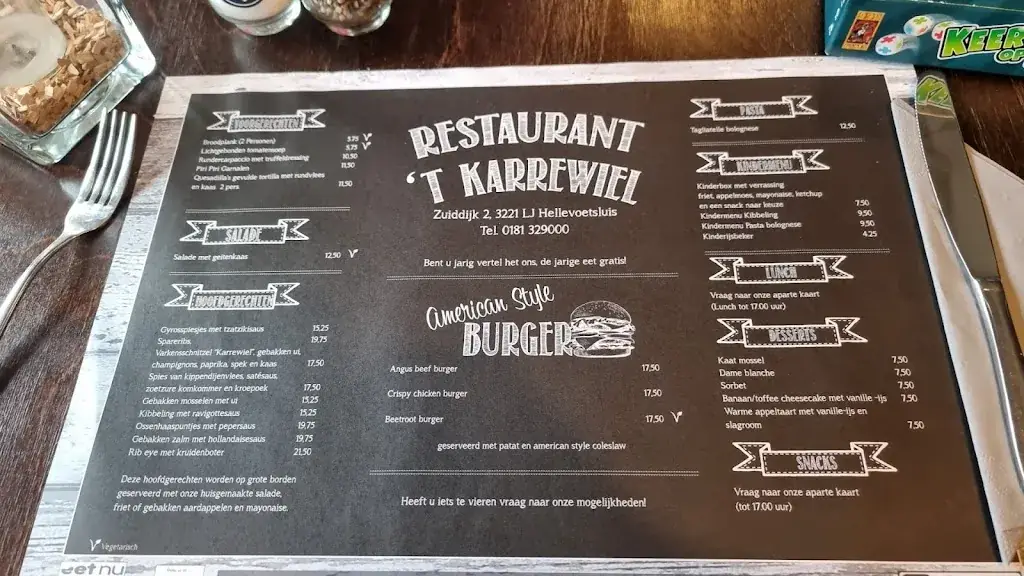 VOORGERECHTEN
Broodplank (2 Personen) 5.75 V
Lichtgebonden tomatensoep 5.75 V
Rundercarpaccio met truffeldressing 10,50
Piri Piri Garnalen 11,50
Quesadilla's gevulde tortilla met rundvlees
en kaas 2 pers 11,50
SALADE
Salade met geitenkaas 12.50 V
HOOFDGERECHTEN
Gyrosspiesjes met tzatzikisaus 15,25
Spareribs 19,75
Varkensschnitzel "Karrewiel", gebakken ui,
champignons, paprika, spek en kaas 17,50
Spies van kippendijenvlees, satésaus,
zoetzure komkommer en kroepoek 17,50
Gebakken mosselen met ui 15,25
Kibbeling met ravigottesaus 15,25
Ossenhaaspuntjes met pepersaus 19,75
Gebakken zalm met hollandaisesaus 19,75
Rib eye met kruidenboter 21,50
Deze hoofdgerechten worden op grote borden
geserveerd met onze huisgemaakte salade,
friet of gebakken aardappelen en mayonaise.
V Vegetarisch
RESTAURANT
'T KARREWIEL
Zuiddijk 2, 3221 LJ Hellevoetsluis
Tel. 0181 329000
Bent u jarig vertel het ons, de jarige eet gratis!
American Style
BURGER
Angus beef burger 17,50
Crispy chicken burger 17,50
Beetroot burger 17,50 V
geserveerd met patat en american style coleslaw
Heeft u iets te vieren vraag naar onze mogelijkheden!
PASTA
Tagliatelle bolognese 12,50
KINDERMENU
Kinderbox met verrassing
friet, appelmoes, mayonaise, ketchup
en een snack naar keuze 7.50
Kindermenu Kibbeling 9,50
Kindermenu Pasta bolognese 9,50
Kinderijsbeker 4.25
LUNCH
Vraag naar onze aparte kaart
(Lunch tot 17.00 uur)
DESSERTS
Kaat mossel 7,50
Dame blanche 7.50
Sorbet 7.50
Banaan/toffee cheesecake met vanille -ijs 7,50
Warme appeltaart met vanille-ijs en
slagroom 7,50
SNACKS
Vraag naar onze aparte kaart
(tot 17.00 uur)
eet nu
KEER
OP